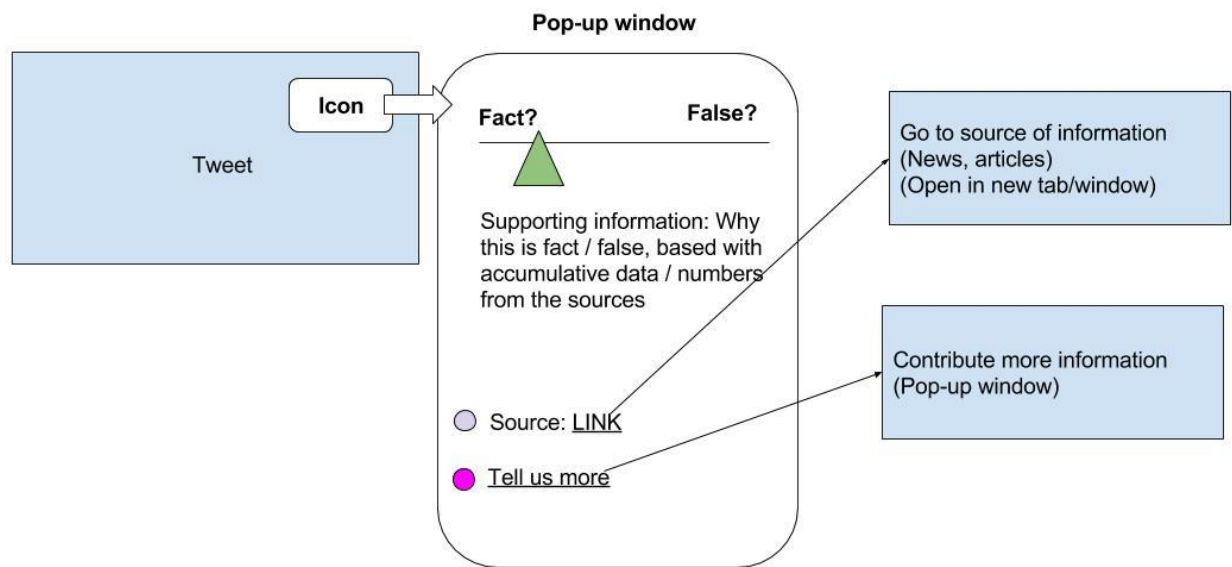 Pop-up window
Icon
Tweet
Fact?
False?
Supporting information: Why
this is fact / false, based with
accumulative data / numbers
from the sources
Source: LINK
Tell us more
Go to source of information
(News, articles)
(Open in new tab/window)
Contribute more information
(Pop-up window)